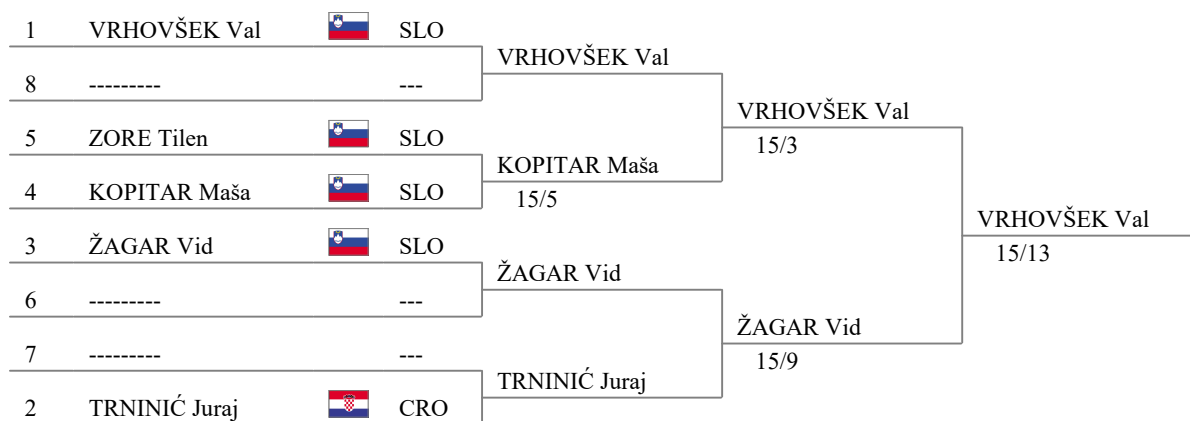 1 VRHOVŠEK Val SLO
VRHOVŠEK Val
8 --------- ---
VRHOVŠEK Val
15/3
5 ZORE Tilen SLO
KOPITAR Maša
15/5
4 KOPITAR Maša SLO
VRHOVŠEK Val
15/13
3 ŽAGAR Vid SLO
ŽAGAR Vid
6 --------- ---
ŽAGAR Vid
15/9
7 --------- ---
TRNINIĆ Juraj
2 TRNINIĆ Juraj CRO